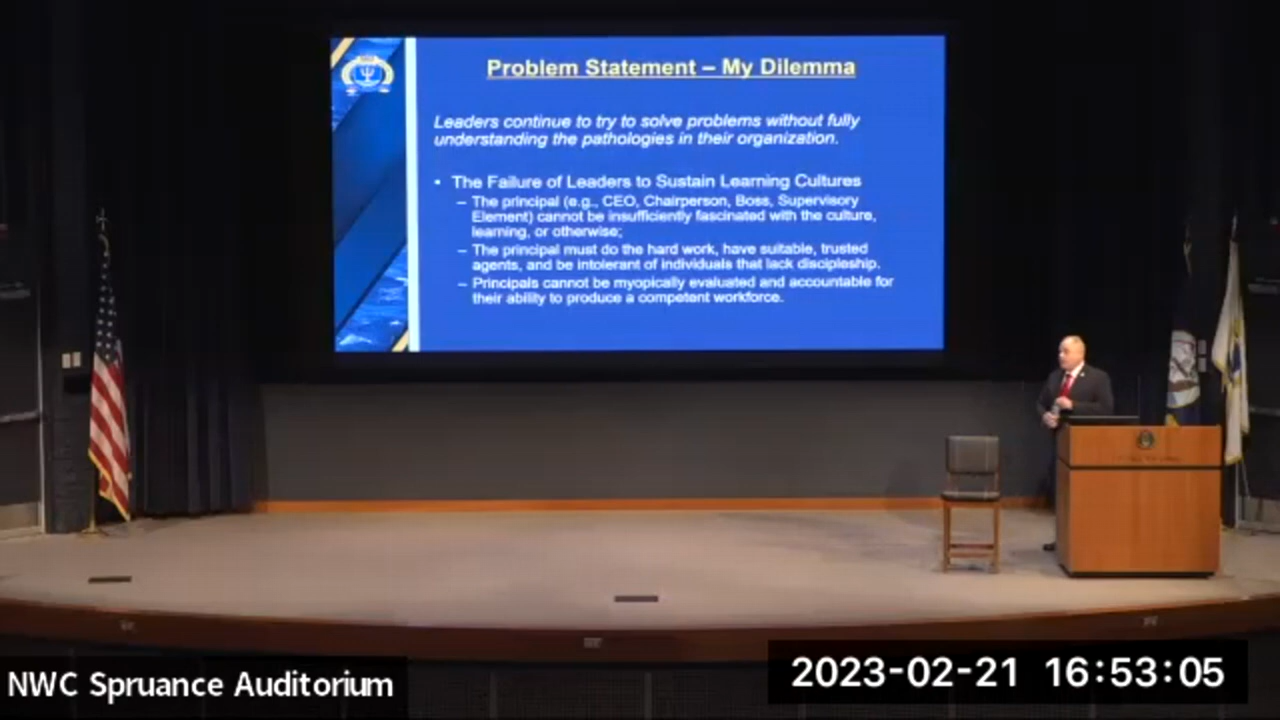 Problem Statement – My Dilemma
Leaders continue to try to solve problems without fully
understanding the pathologies in their organization.
• The Failure of Leaders to Sustain Learning Cultures
– The principal (e.g., CEO, Chairperson, Boss, Supervisory
Element) cannot be insufficiently fascinated with the culture,
learning, or otherwise;
– The principal must do the hard work, have suitable, trusted
agents, and be intolerant of individuals that lack discipleship.
– Principals cannot be myopically evaluated and accountable for
their ability to produce a competent workforce.
NWC Spruance Auditorium
2023-02-21 16:53:05